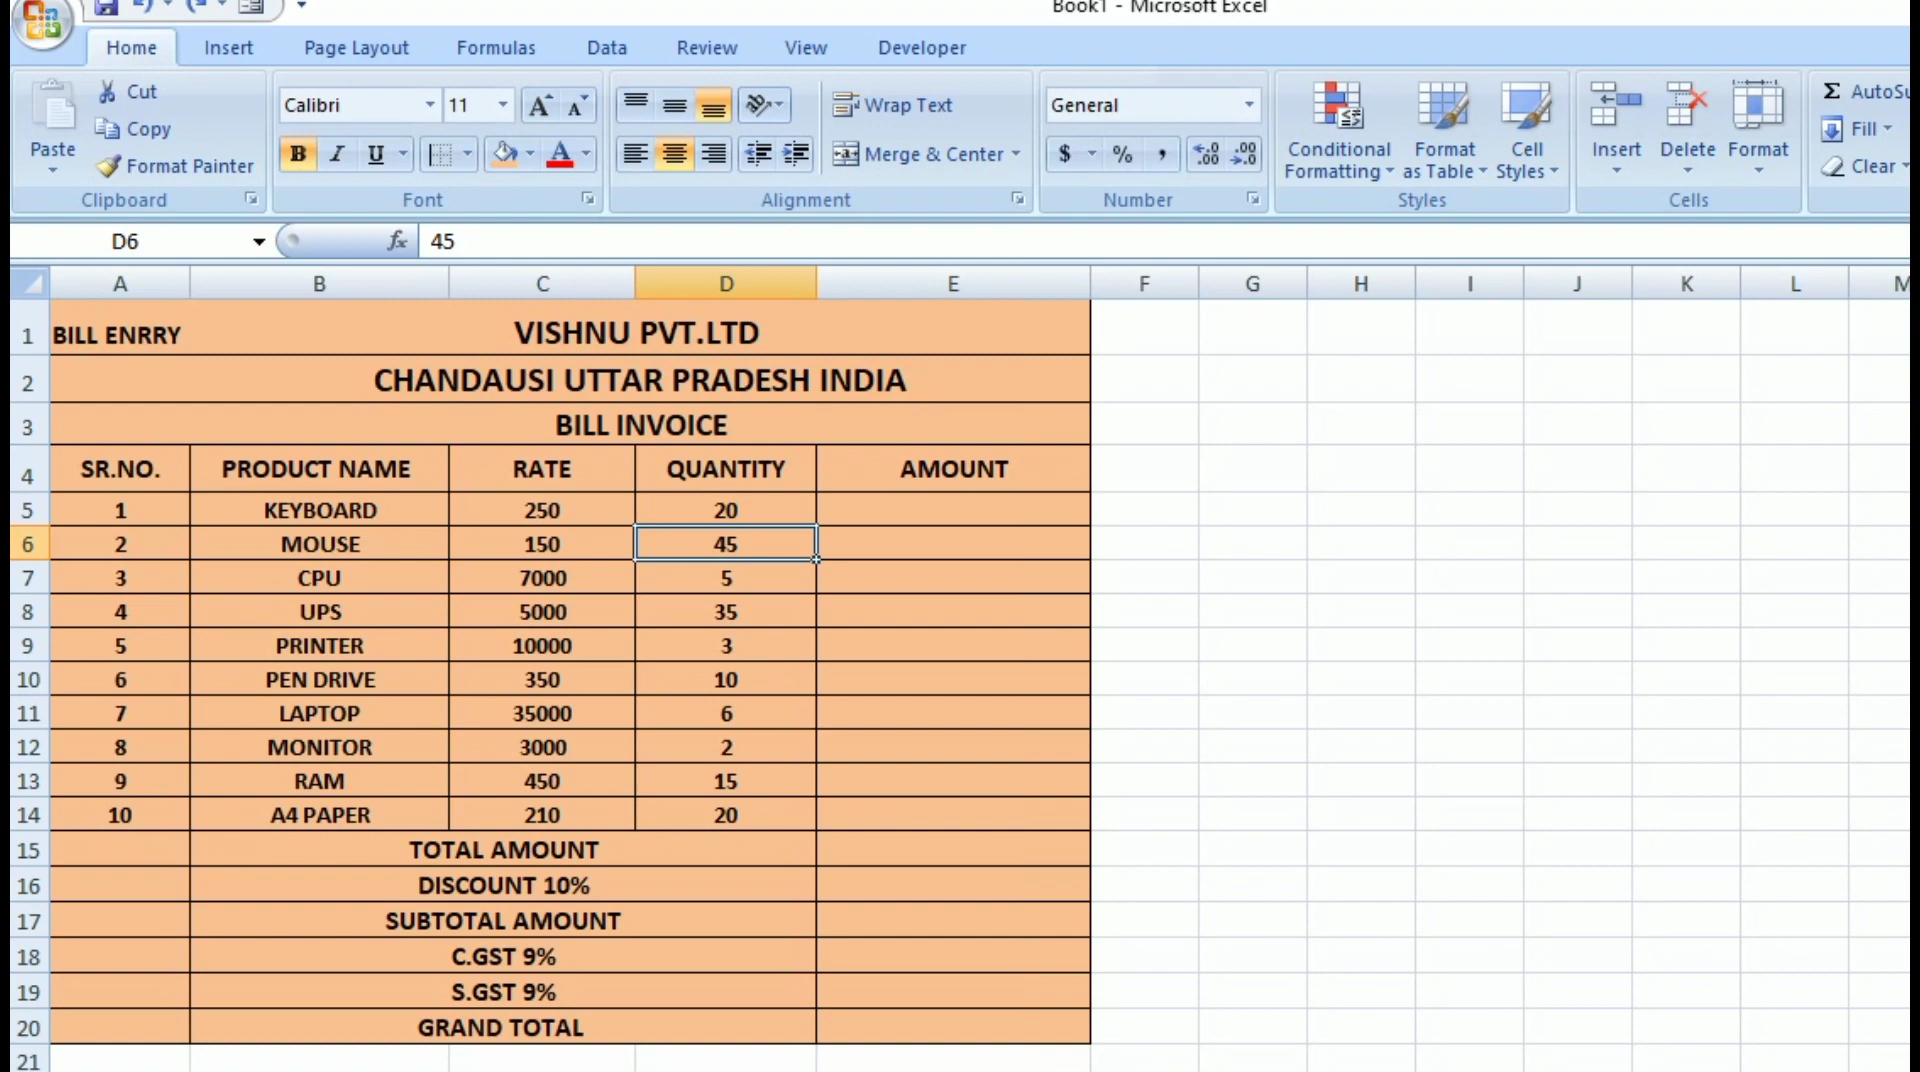 Book1 - Microsoft Excel
Home Insert Page Layout Formulas Data Review View Developer
Cut
Copy
Format Painter
Paste
Clipboard
Calibri 11
B I U
Font
Wrap Text
Merge & Center
Alignment
General
$ % ,
Number
Conditional Formatting
Format as Table
Cell Styles
Styles
Insert Delete Format
Cells
Σ AutoSu
Fill
Clear
D6 fx 45
A B C D E F G H I J K L M
1 BILL ENRRY VISHNU PVT.LTD
2 CHANDAUSI UTTAR PRADESH INDIA
3 BILL INVOICE
4 SR.NO. PRODUCT NAME RATE QUANTITY AMOUNT
5 1 KEYBOARD 250 20
6 2 MOUSE 150 45
7 3 CPU 7000 5
8 4 UPS 5000 35
9 5 PRINTER 10000 3
10 6 PEN DRIVE 350 10
11 7 LAPTOP 35000 6
12 8 MONITOR 3000 2
13 9 RAM 450 15
14 10 A4 PAPER 210 20
15 TOTAL AMOUNT
16 DISCOUNT 10%
17 SUBTOTAL AMOUNT
18 C.GST 9%
19 S.GST 9%
20 GRAND TOTAL
21